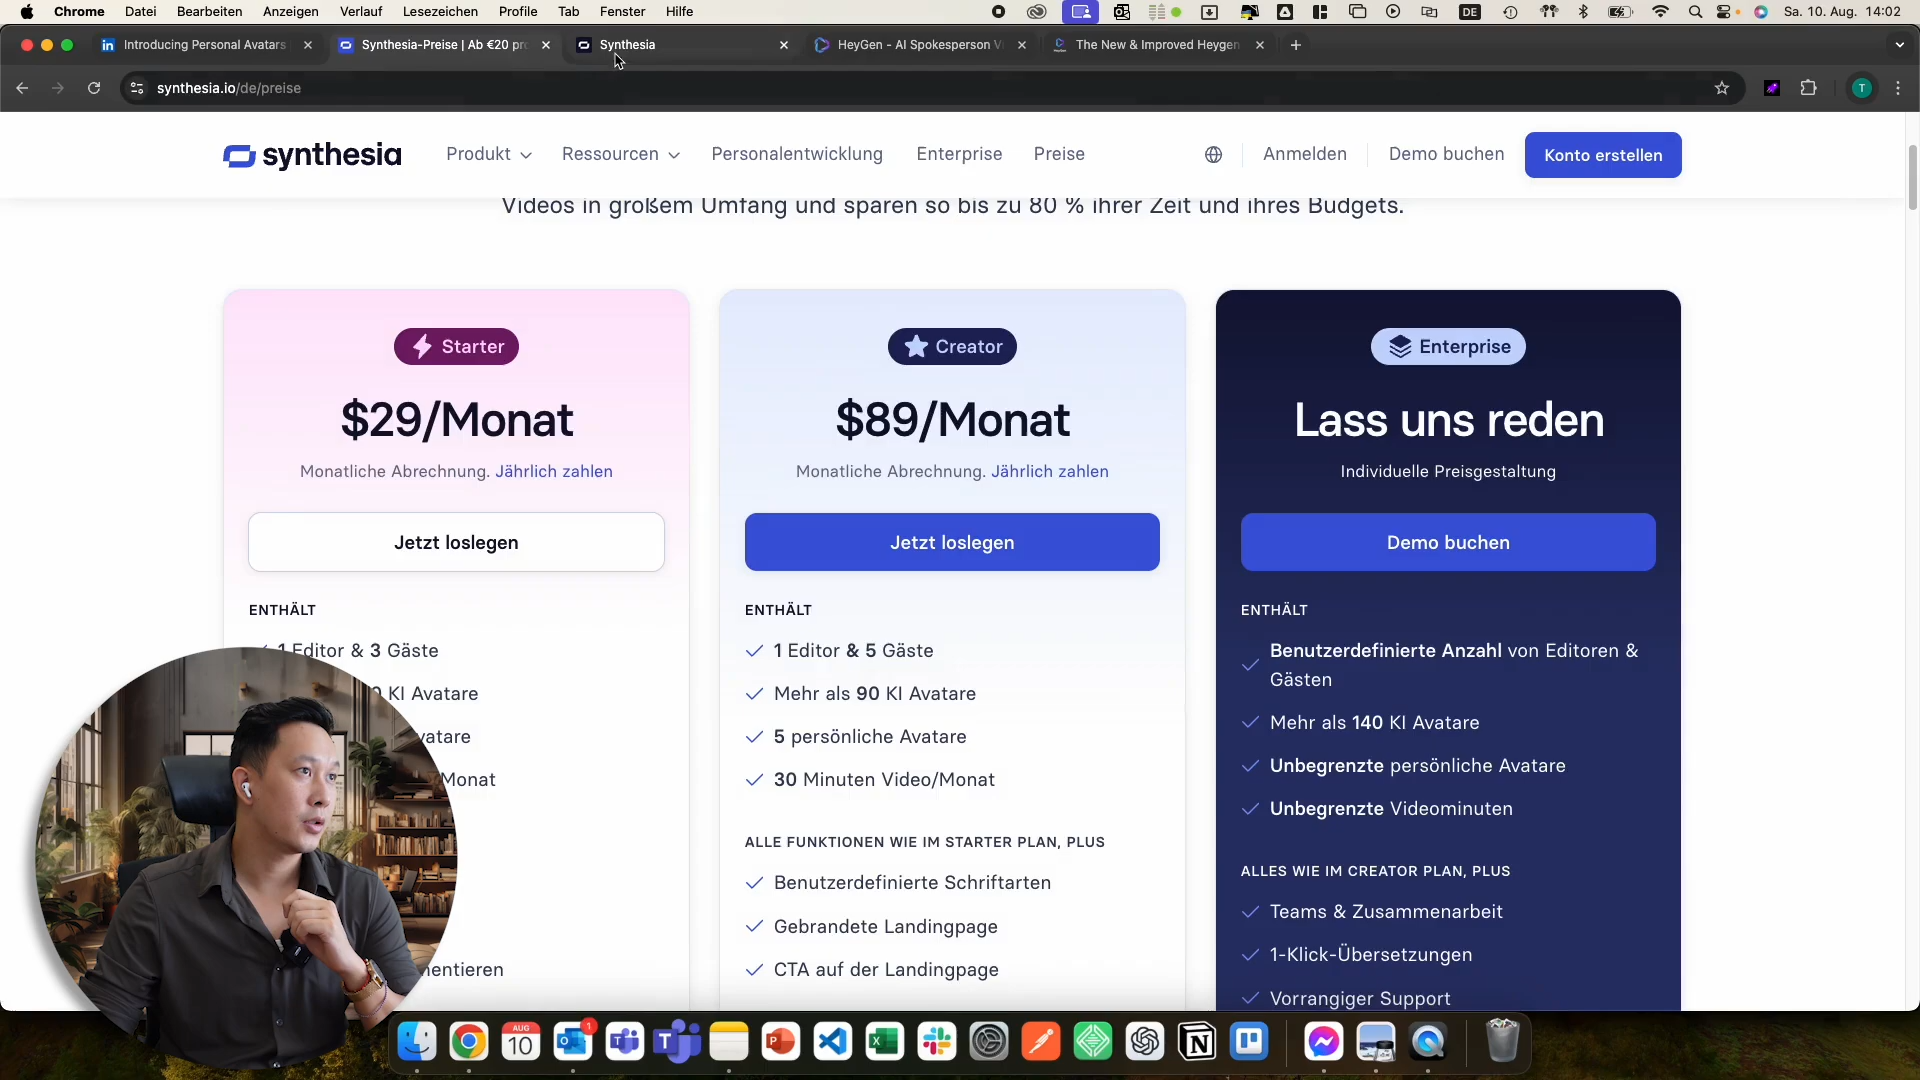 Chrome Datei Bearbeiten Anzeigen Verlauf Lesezeichen Profile Tab Fenster Hilfe DE Sa. 10. Aug. 14:02
in Introducing Personal Avatars Synthesia-Preise | Ab €20 Synthesia HeyGen - AI Spokesperson V The New & Improved Heygen
synthesia.io/de/preise T
synthesia Produkt Ressourcen Personalentwicklung Enterprise Preise Anmelden Demo buchen Konto erstellen
Videos in großem Umfang und sparen so bis zu 80 % ihrer Zeit und ihres Budgets.
Starter
$29/Monat
Monatliche Abrechnung. Jährlich zahlen
Jetzt loslegen
ENTHÄLT
1 Editor & 3 Gäste
KI Avatare
vatare
Monat
nentieren
Creator
$89/Monat
Monatliche Abrechnung. Jährlich zahlen
Jetzt loslegen
ENTHÄLT
1 Editor & 5 Gäste
Mehr als 90 KI Avatare
5 persönliche Avatare
30 Minuten Video/Monat
ALLE FUNKTIONEN WIE IM STARTER PLAN, PLUS
Benutzerdefinierte Schriftarten
Gebrandete Landingpage
CTA auf der Landingpage
Enterprise
Lass uns reden
Individuelle Preisgestaltung
Demo buchen
ENTHÄLT
Benutzerdefinierte Anzahl von Editoren &
Gästen
Mehr als 140 KI Avatare
Unbegrenzte persönliche Avatare
Unbegrenzte Videominuten
ALLES WIE IM CREATOR PLAN, PLUS
Teams & Zusammenarbeit
1-Klick-Übersetzungen
Vorrangiger Support
AUG
10
1